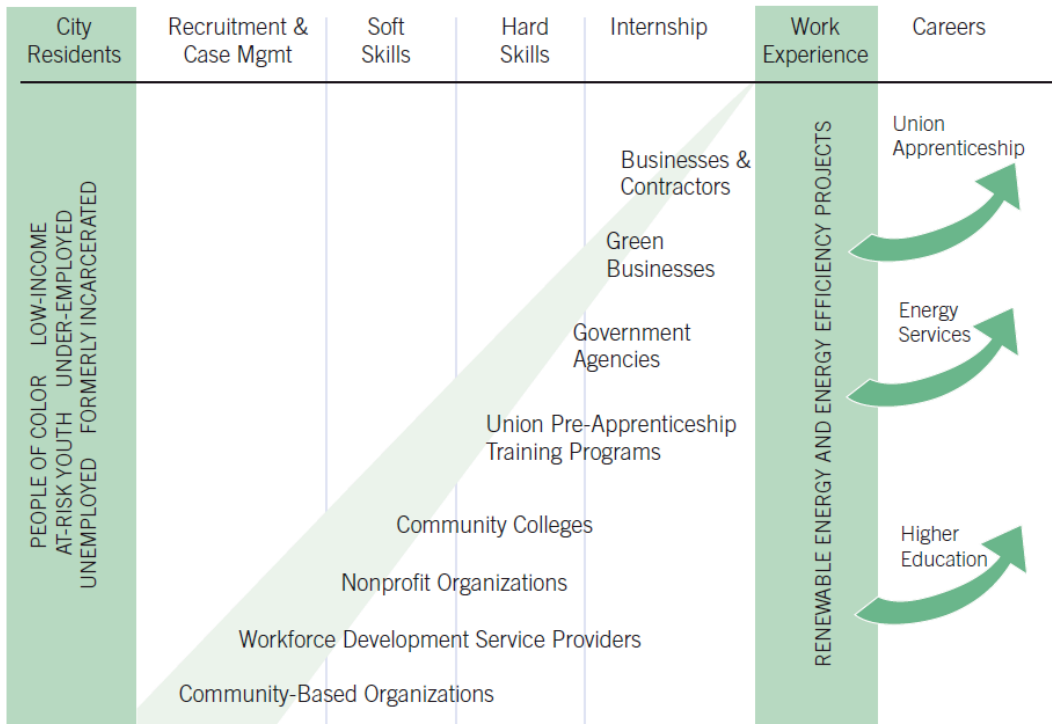 City
Residents
Recruitment &
Case Mgmt
Soft
Skills
Hard
Skills
Internship
Work
Experience
Careers
PEOPLE OF COLOR LOW-INCOME
AT-RISK YOUTH UNDER-EMPLOYED
UNEMPLOYED FORMERLY INCARCERATED
Businesses &
Contractors
Green
Businesses
Government
Agencies
Union Pre-Apprenticeship
Training Programs
Community Colleges
Nonprofit Organizations
Workforce Development Service Providers
Community-Based Organizations
RENEWABLE ENERGY AND ENERGY EFFICIENCY PROJECTS
Union
Apprenticeship
Energy
Services
Higher
Education